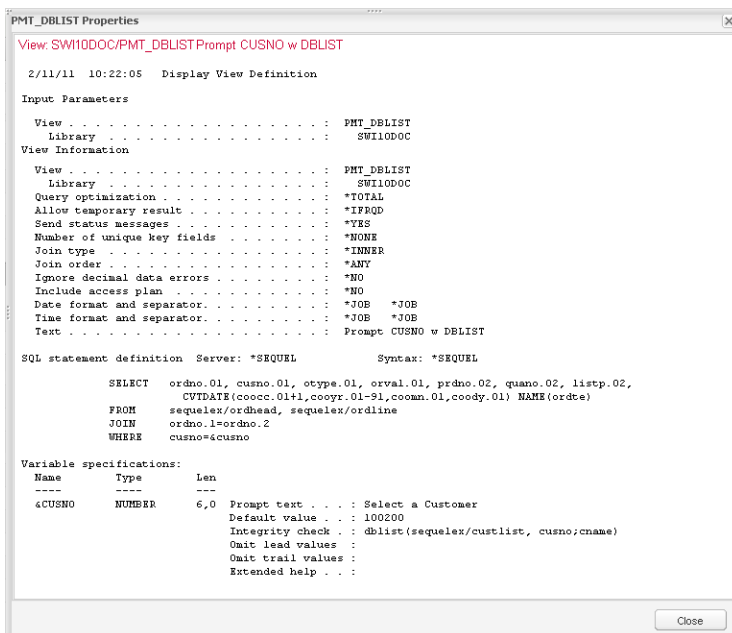 PMT_DBLIST Properties
View: SWI10DOC/PMT_DBLIST Prompt CUSNO w DBLIST
2/11/11 10:22:05 Display View Definition
Input Parameters
View . . . . . . . . . . . . . . . . . . : PMT_DBLIST
Library . . . . . . . . . . . . . . . . : SWI10DOC
View Information
View . . . . . . . . . . . . . . . . . . : PMT_DBLIST
Library . . . . . . . . . . . . . . . . : SWI10DOC
Query optimization . . . . . . . . . . . : *TOTAL
Allow temporary result . . . . . . . . . : *IFRQD
Send status messages . . . . . . . . . . : *YES
Number of unique key fields . . . . . . : *NONE
Join type . . . . . . . . . . . . . . . : *INNER
Join order . . . . . . . . . . . . . . . : *ANY
Ignore decimal data errors . . . . . . . : *NO
Include access plan . . . . . . . . . . : *NO
Date format and separator. . . . . . . . : *JOB *JOB
Time format and separator. . . . . . . . : *JOB *JOB
Text . . . . . . . . . . . . . . . . . . : Prompt CUSNO w DBLIST
SQL statement definition Server: *SEQUEL Syntax: *SEQUEL
SELECT ordno.01, cusno.01, otype.01, orval.01, prdno.02, quano.02, listp.02,
CVTDATE(coocc.01+1,cooyr.01-91,coomn.01,coody.01) NAME(ordte)
FROM sequelex/ordhead, sequelex/ordline
JOIN ordno.1=ordno.2
WHERE cusno=&cusno
Variable specifications:
Name Type Len
---- ---- ---
&CUSNO NUMBER 6,0 Prompt text . . . : Select a Customer
Default value . . : 100200
Integrity check . : dblist(sequelex/custlist, cusno;cname)
Omit lead values :
Omit trail values :
Extended help . . :
Close